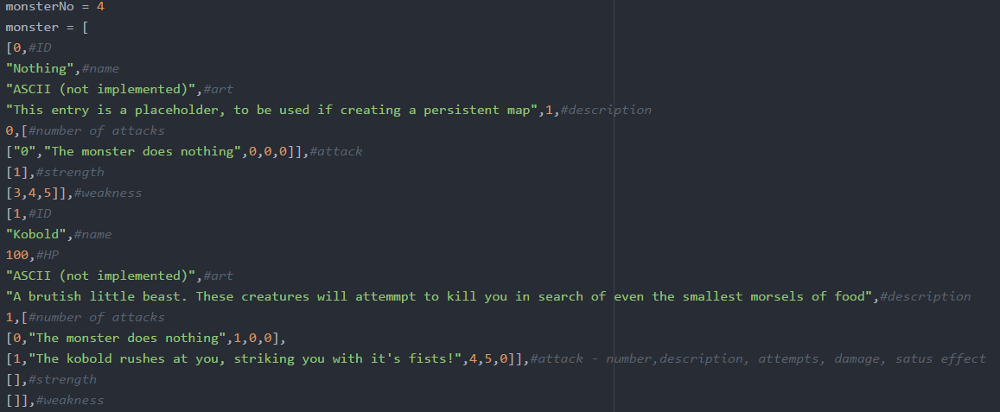 monsterNo = 4
monster = [
[0,#ID
"Nothing",#name
"ASCII (not implemented)",#art
"This entry is a placeholder, to be used if creating a persistent map",1,#description
0,[#number of attacks
["0","The monster does nothing",0,0,0]],#attack
[1],#strength
[3,4,5]],#weakness
[1,#ID
"Kobold",#name
100,#HP
"ASCII (not implemented)",#art
"A brutish little beast. These creatures will attemmpt to kill you in search of even the smallest morsels of food",#description
1,[#number of attacks
[0,"The monster does nothing",1,0,0],
[1,"The kobold rushes at you, striking you with it's fists!",4,5,0]],#attack - number,description, attempts, damage, satus effect
[],#strength
[]],#weakness